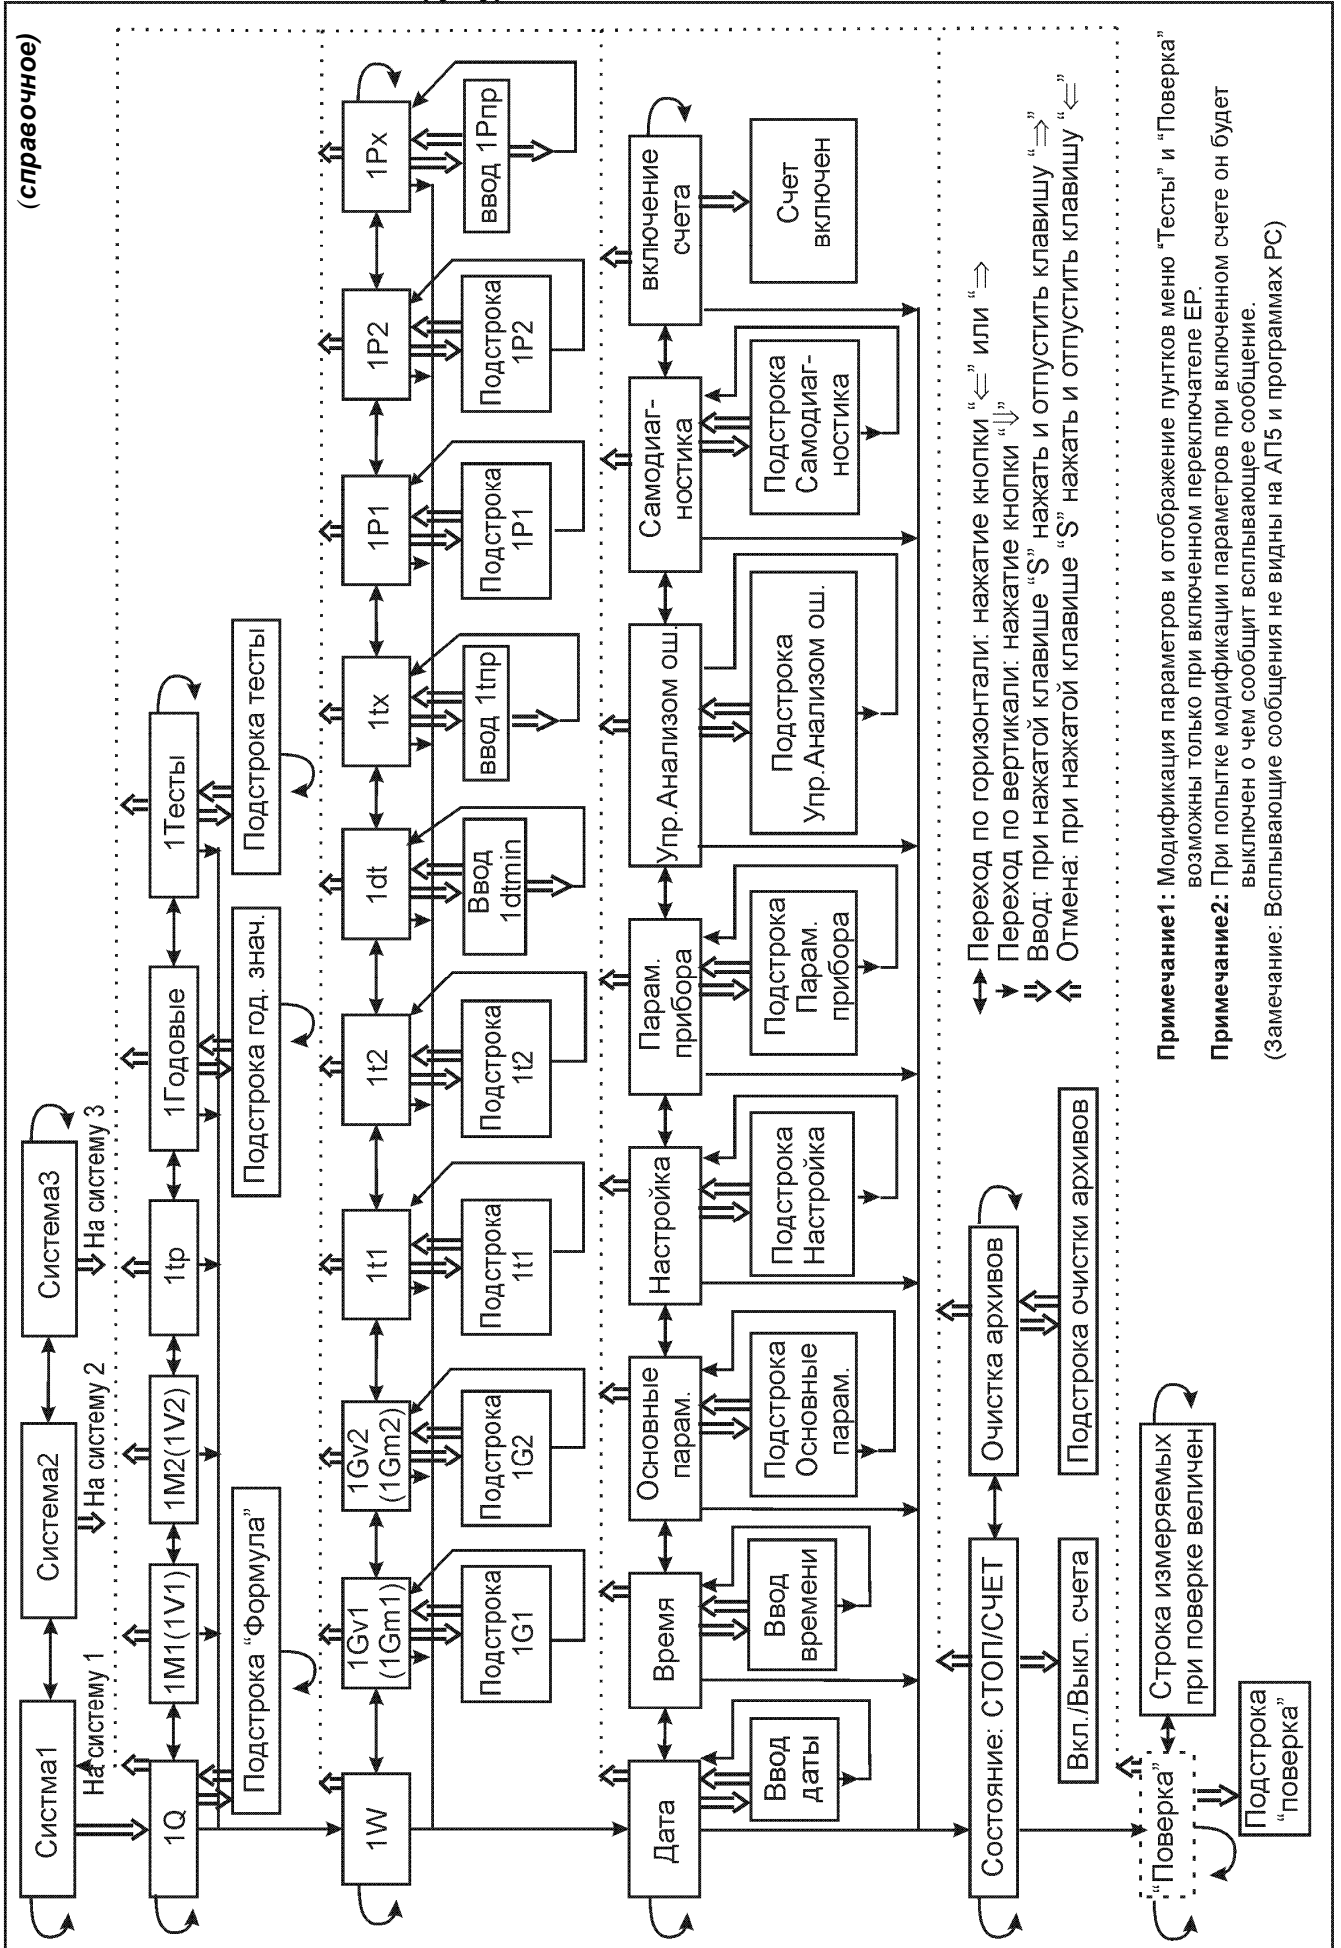 (справочное)
Систма1
Система2
Система3
На систему 1
На систему 2
На систему 3
1Q
1M1(1V1)
1M2(1V2)
1tp
1Годовые
1Тесты
Подстрока “Формула”
Подстрока год. знач.
Подстрока тесты
1W
1Gv1
(1Gm1)
1Gv2
(1Gm2)
1t1
1t2
1dt
1tx
1P1
1P2
1Px
Подстрока
1G1
Подстрока
1G2
Подстрока
1t1
Подстрока
1t2
Ввод
1dtmin
ввод 1tпр
Подстрока
1P1
Подстрока
1P2
ввод 1Рпр
Дата
Время
Основные
парам.
Настройка
Парам.
прибора
Упр.Анализом ош.
Самодиаг-
ностика
включение
счета
Ввод
даты
Ввод
времени
Подстрока
Основные
парам.
Подстрока
Настройка
Подстрока
Парам.
прибора
Подстрока
Упр.Анализом ош.
Подстрока
Самодиаг-
ностика
Счет
включен
Состояние: СТОП/СЧЕТ
Очистка архивов
Вкл./Выкл. счета
Подстрока очистки архивов
Переход по горизонтали: нажатие кнопки “⇐” или “⇒
Переход по вертикали: нажатие кнопки “⇓”
Ввод: при нажатой клавише “S” нажать и отпустить клавишу “⇒”
Отмена: при нажатой клавише “S” нажать и отпустить клавишу “⇐”
“Поверка”
Строка измеряемых
при поверке величен
Подстрока
“поверка”
Примечание1: Модификация параметров и отображение пунтков меню “Тесты” и “Поверка”
возможны только при включенном переключателе ЕР.
Примечание2: При попытке модификации параметров при включенном счете он будет
выключен о чем сообщит всплывающее сообщение.
(Замечание: Всплывающие сообщения не видны на АП5 и программах РС)